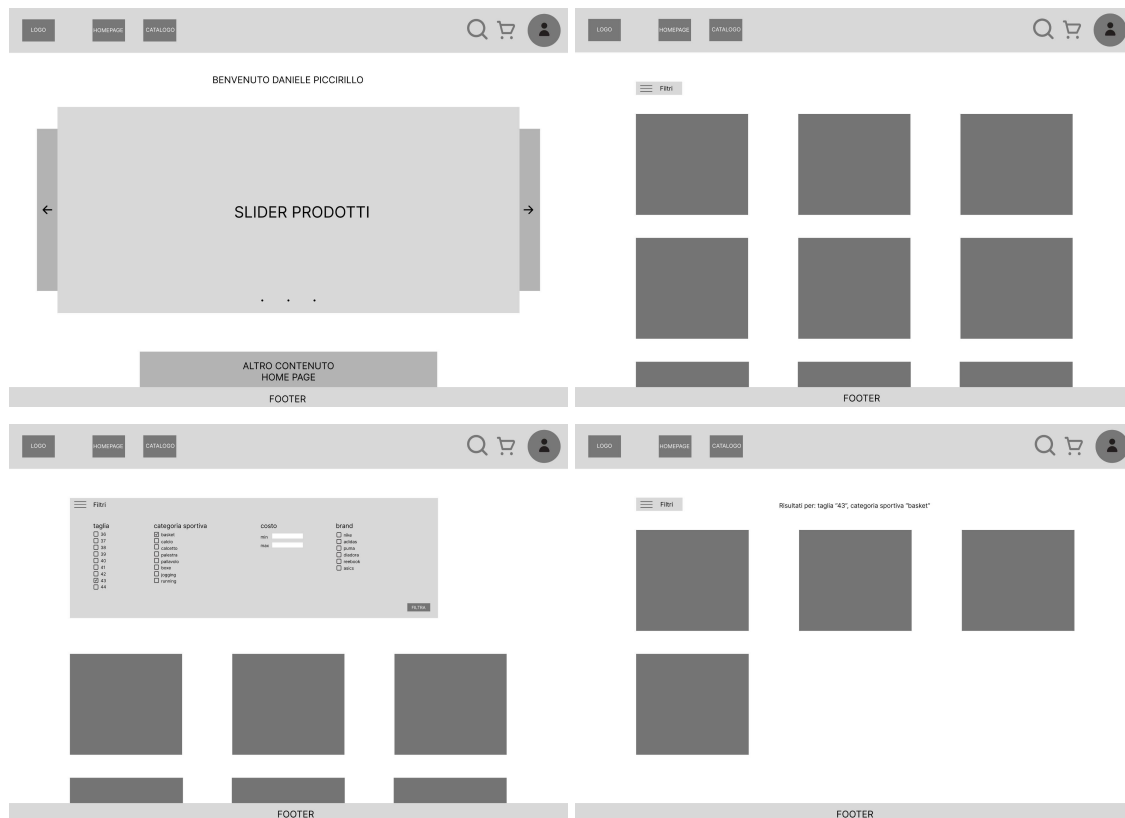 LOGO
HOMEPAGE
CATALOGO
BENVENUTO DANIELE PICCIRILLO
SLIDER PRODOTTI
ALTRO CONTENUTO
HOME PAGE
FOOTER
LOGO
HOMEPAGE
CATALOGO
Filtri
FOOTER
LOGO
HOMEPAGE
CATALOGO
Filtri
taglia
36
37
38
39
40
41
42
43
44
categoria sportiva
basket
calcio
calcetto
palestra
pallavolo
boxe
jogging
running
costo
min
max
brand
nike
adidas
puma
diadora
reebook
asics
FILTRA
FOOTER
LOGO
HOMEPAGE
CATALOGO
Filtri
Risultati per: taglia “43”, categoria sportiva “basket”
FOOTER